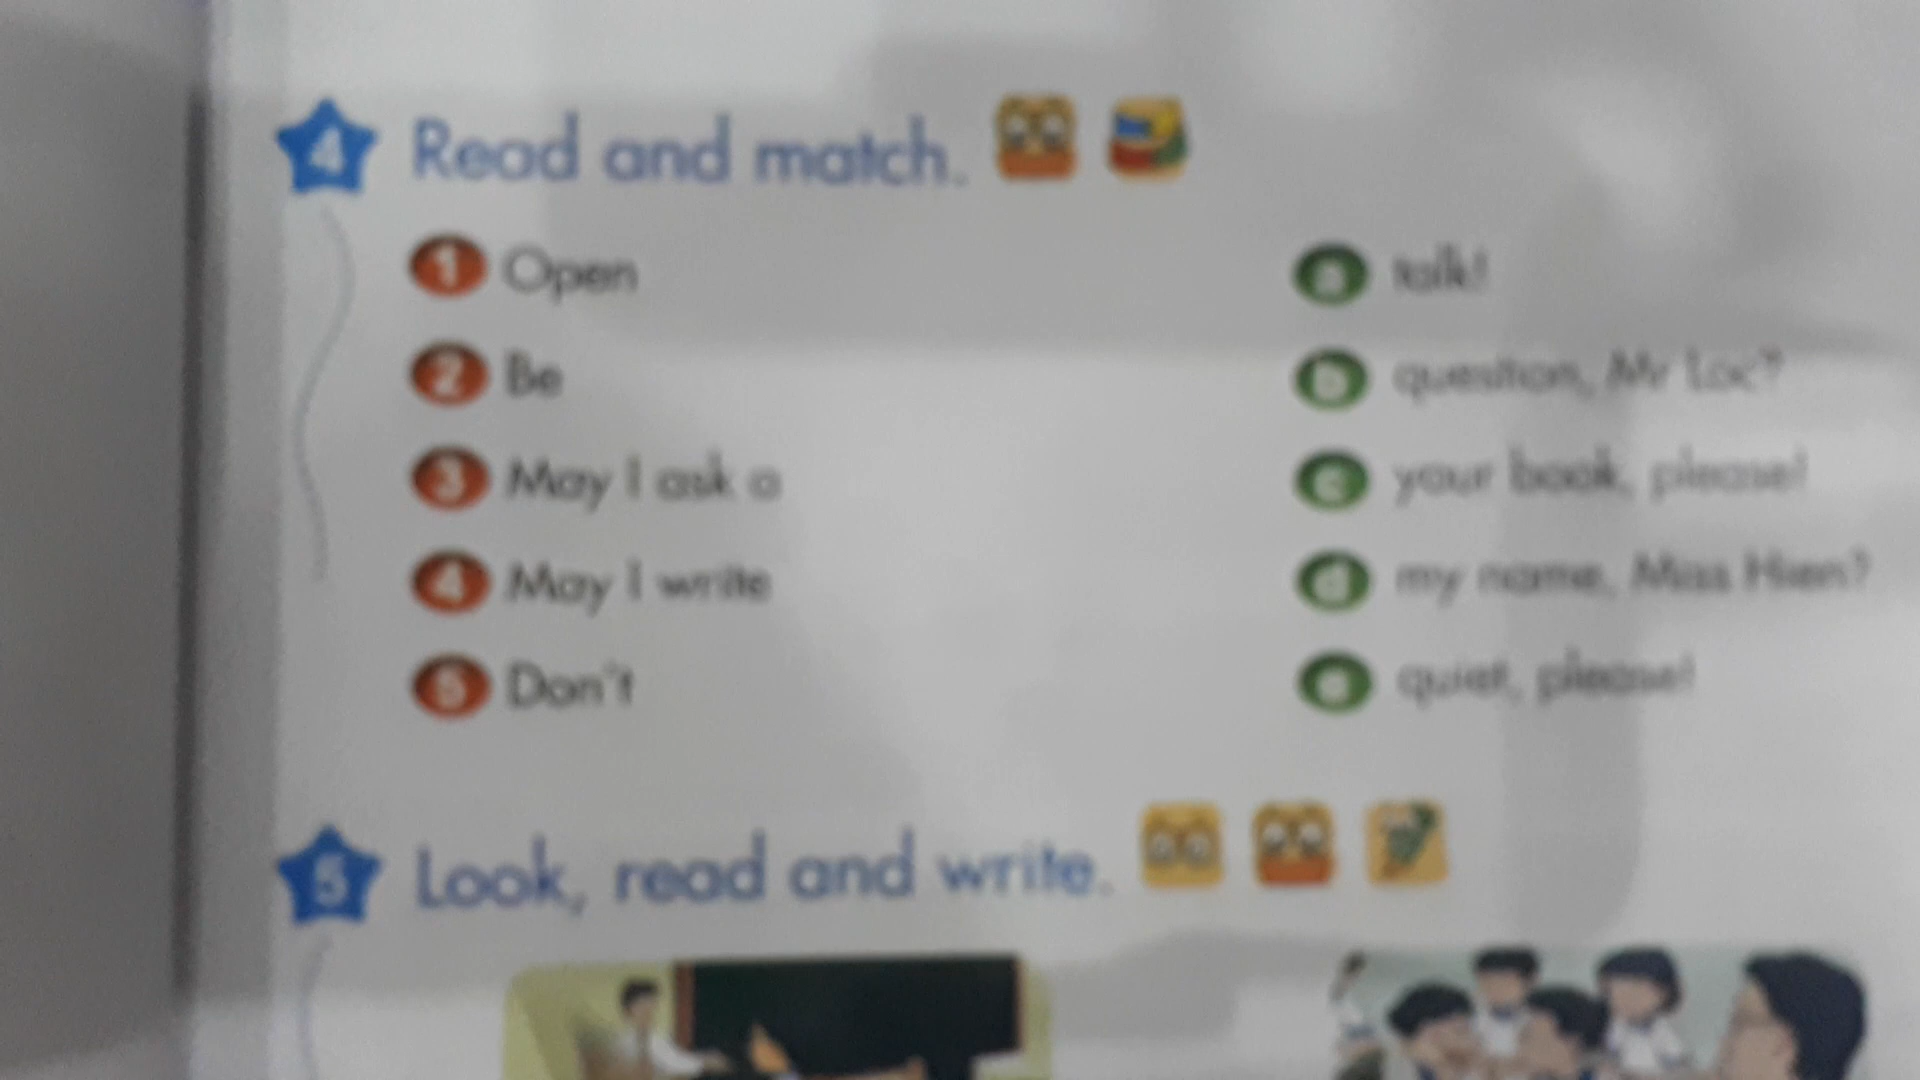 4 Read and match.
1 Open
a talk!
2 Be
b question, Mr Loc?
3 May I ask a
c your book, please!
4 May I write
d my name, Miss Hien?
5 Don't
e quiet, please!
5 Look, read and write.